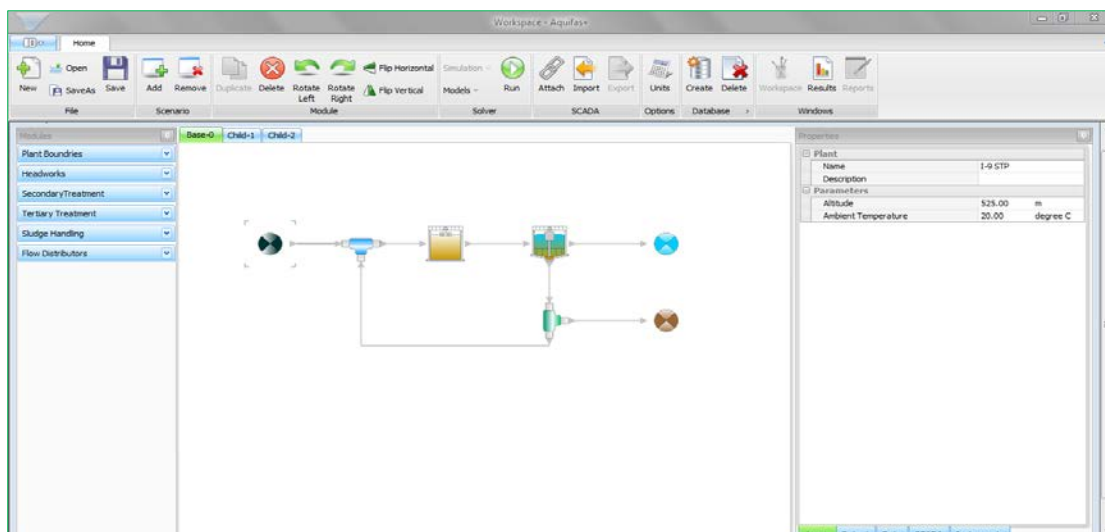 Workspace - Aquifas+
Home
New
Open
SaveAs
Save
File
Add
Remove
Scenario
Duplicate
Delete
Rotate Left
Rotate Right
Flip Horizontal
Flip Vertical
Module
Simulation
Models
Run
Solver
Attach
Import
Export
SCADA
Units
Options
Create
Delete
Database
Workspace
Results
Reports
Windows
Modules
Plant Boundries
Headworks
SecondaryTreatment
Tertiary Treatment
Sludge Handling
Flow Distributors
Base-0 Child-1 Child-2
Properties
Plant
Name I-9 STP
Description
Parameters
Altitude 525.00 m
Ambient Temperature 20.00 degree C